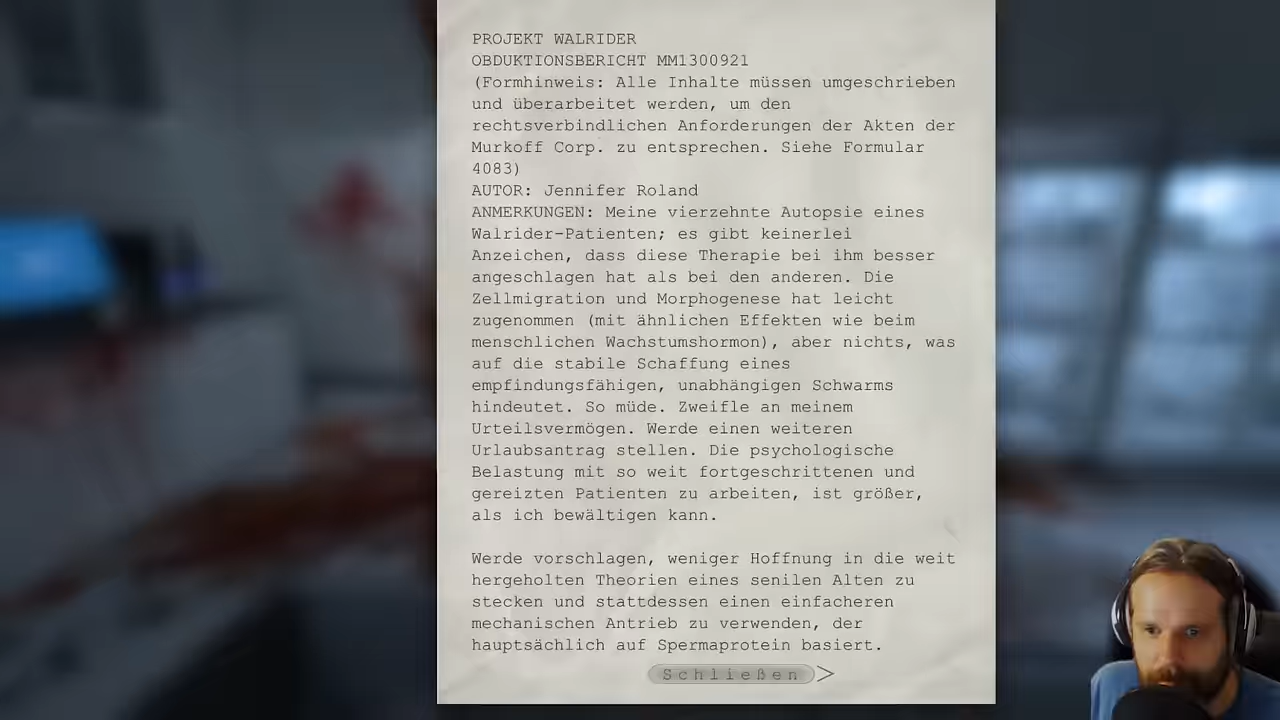 PROJEKT WALRIDER
OBDUKTIONSBERICHT MM1300921
(Formhinweis: Alle Inhalte müssen umgeschrieben
und überarbeitet werden, um den
rechtsverbindlichen Anforderungen der Akten der
Murkoff Corp. zu entsprechen. Siehe Formular
4083)
AUTOR: Jennifer Roland
ANMERKUNGEN: Meine vierzehnte Autopsie eines
Walrider-Patienten; es gibt keinerlei
Anzeichen, dass diese Therapie bei ihm besser
angeschlagen hat als bei den anderen. Die
Zellmigration und Morphogenese hat leicht
zugenommen (mit ähnlichen Effekten wie beim
menschlichen Wachstumshormon), aber nichts, was
auf die stabile Schaffung eines
empfindungsfähigen, unabhängigen Schwarms
hindeutet. So müde. Zweifle an meinem
Urteilsvermögen. Werde einen weiteren
Urlaubsantrag stellen. Die psychologische
Belastung mit so weit fortgeschrittenen und
gereizten Patienten zu arbeiten, ist größer,
als ich bewältigen kann.
Werde vorschlagen, weniger Hoffnung in die weit
hergeholten Theorien eines senilen Alten zu
stecken und stattdessen einen einfacheren
mechanischen Antrieb zu verwenden, der
hauptsächlich auf Spermaprotein basiert.
Schließen >